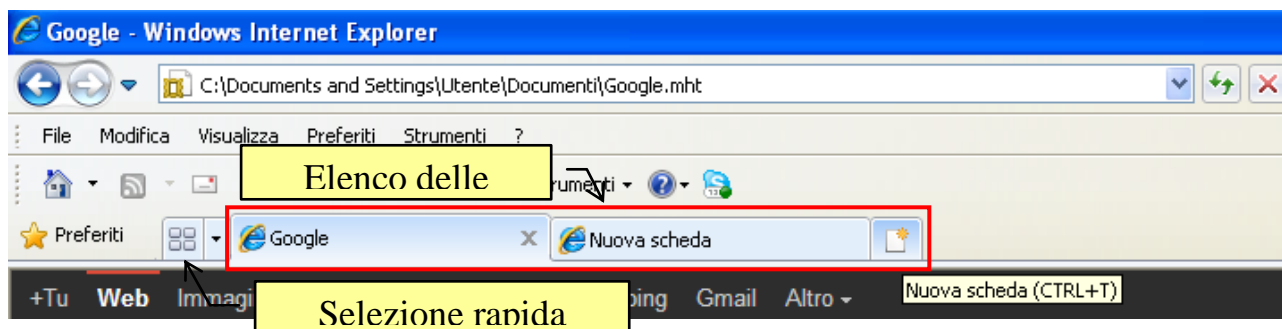 Google - Windows Internet Explorer
C:\Documents and Settings\Utente\Documenti\Google.mht
File Modifica Visualizza Preferiti Strumenti ?
Elenco delle
Preferiti Google Nuova scheda
+Tu Web Gmail Altro
Nuova scheda (CTRL+T)
Selezione rapida